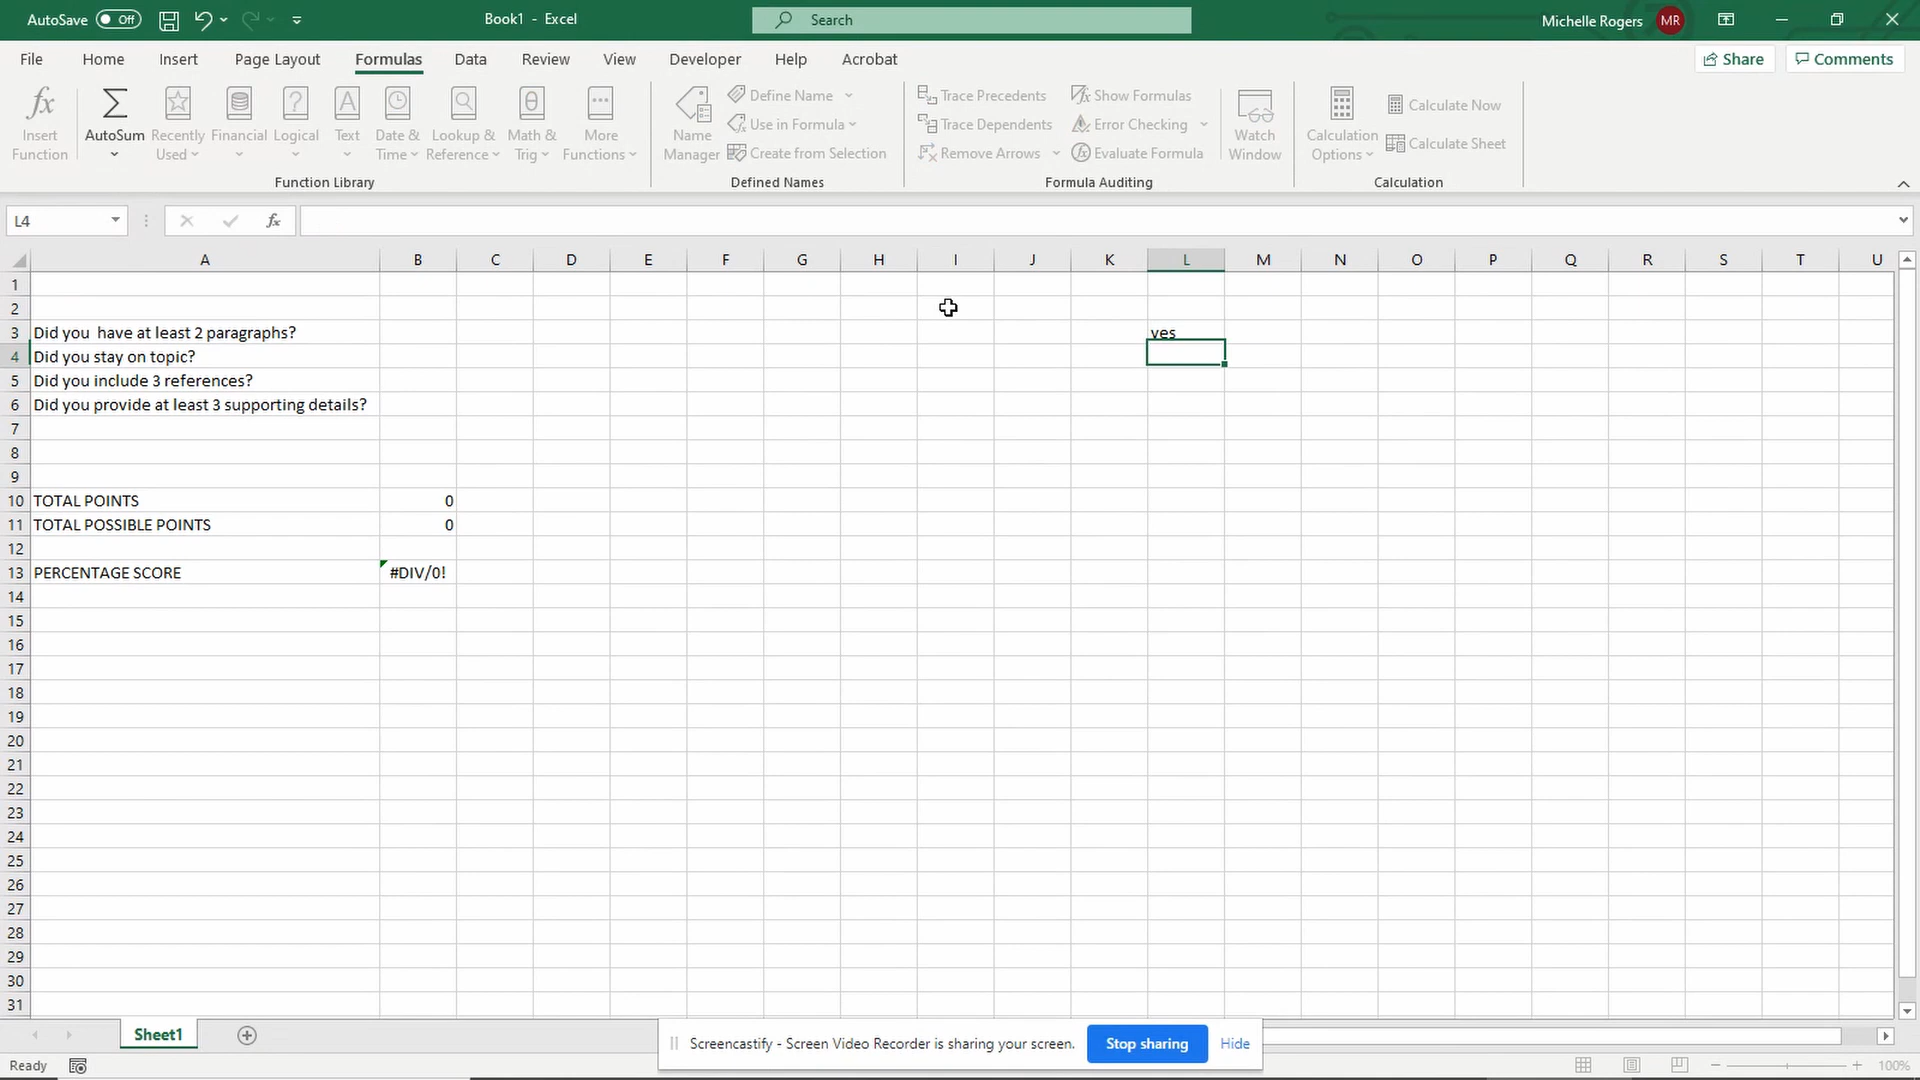 AutoSave Off Book1 - Excel Search Michelle Rogers MR
File Home Insert Page Layout Formulas Data Review View Developer Help Acrobat Share Comments
fx Insert Function
Σ AutoSum
Recently Used
Financial
? Logical
A Text
Date & Time
Lookup & Reference
θ Math & Trig
More Functions
Function Library
Name Manager
Define Name
Use in Formula
Create from Selection
Defined Names
Trace Precedents
Trace Dependents
Remove Arrows
Show Formulas
Error Checking
Evaluate Formula
Formula Auditing
Watch Window
Calculation Options
Calculate Now
Calculate Sheet
Calculation
L4 fx
A B C D E F G H I J K L M N O P Q R S T U
1
2
3 Did you  have at least 2 paragraphs? yes
4 Did you stay on topic?
5 Did you include 3 references?
6 Did you provide at least 3 supporting details?
7
8
9
10 TOTAL POINTS 0
11 TOTAL POSSIBLE POINTS 0
12
13 PERCENTAGE SCORE #DIV/0!
14
15
16
17
18
19
20
21
22
23
24
25
26
27
28
29
30
31
Sheet1
Screencastify - Screen Video Recorder is sharing your screen. Stop sharing Hide
Ready 100%